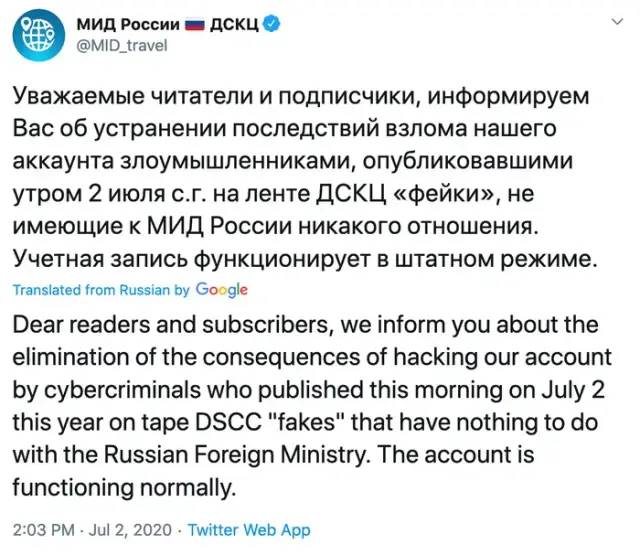 МИД России 🇷🇺 ДСКЦ
@MID_travel
Уважаемые читатели и подписчики, информируем
Вас об устранении последствий взлома нашего
аккаунта злоумышленниками, опубликовавшими
утром 2 июля с.г. на ленте ДСКЦ «фейки», не
имеющие к МИД России никакого отношения.
Учетная запись функционирует в штатном режиме.
Translated from Russian by Google
Dear readers and subscribers, we inform you about the
elimination of the consequences of hacking our account
by cybercriminals who published this morning on July 2
this year on tape DSCC "fakes" that have nothing to do
with the Russian Foreign Ministry. The account is
functioning normally.
2:03 PM · Jul 2, 2020 · Twitter Web App